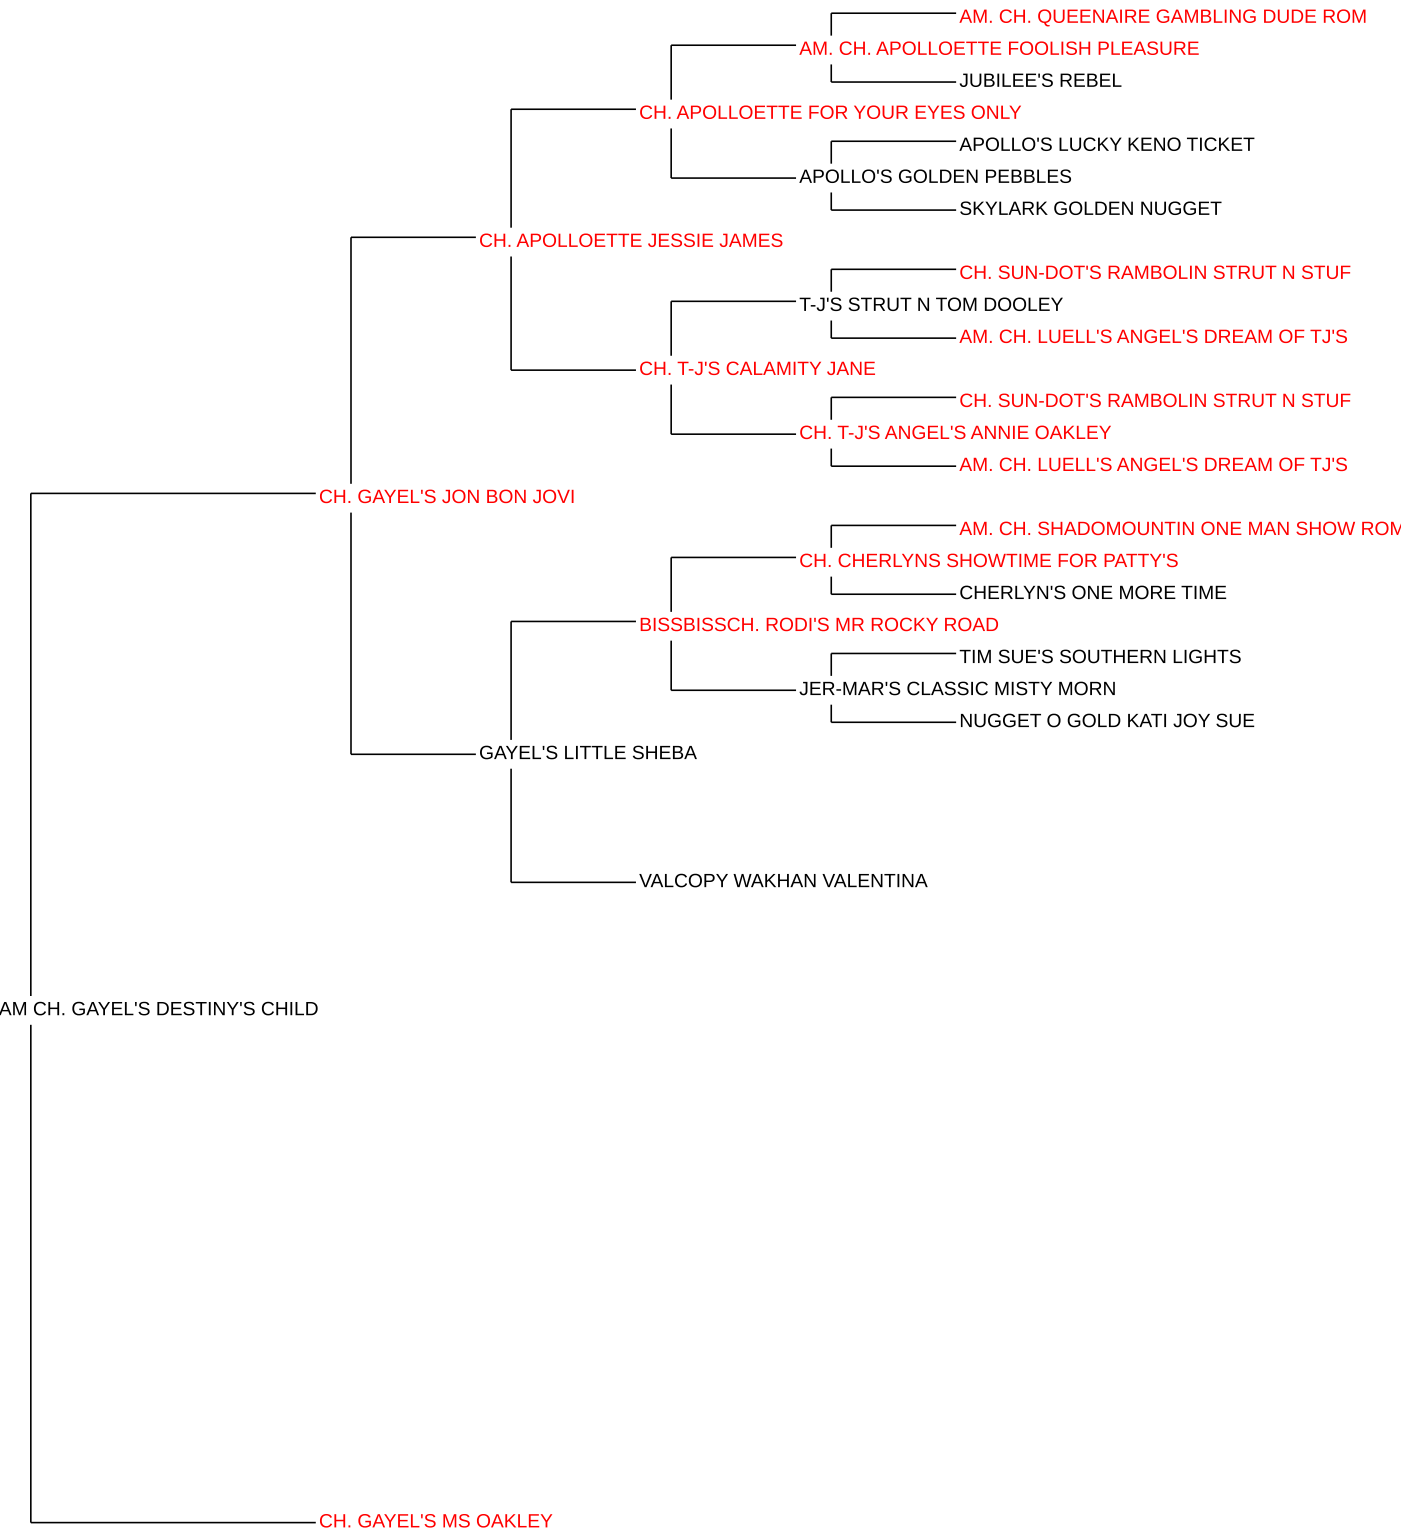 AM. CH. QUEENAIRE GAMBLING DUDE ROM
AM. CH. APOLLOETTE FOOLISH PLEASURE
JUBILEE'S REBEL
CH. APOLLOETTE FOR YOUR EYES ONLY
APOLLO'S LUCKY KENO TICKET
APOLLO'S GOLDEN PEBBLES
SKYLARK GOLDEN NUGGET
CH. APOLLOETTE JESSIE JAMES
CH. SUN-DOT'S RAMBOLIN STRUT N STUF
T-J'S STRUT N TOM DOOLEY
AM. CH. LUELL'S ANGEL'S DREAM OF TJ'S
CH. T-J'S CALAMITY JANE
CH. SUN-DOT'S RAMBOLIN STRUT N STUF
CH. T-J'S ANGEL'S ANNIE OAKLEY
AM. CH. LUELL'S ANGEL'S DREAM OF TJ'S
CH. GAYEL'S JON BON JOVI
AM. CH. SHADOMOUNTIN ONE MAN SHOW ROM
CH. CHERLYNS SHOWTIME FOR PATTY'S
CHERLYN'S ONE MORE TIME
BISSBISSCH. RODI'S MR ROCKY ROAD
TIM SUE'S SOUTHERN LIGHTS
JER-MAR'S CLASSIC MISTY MORN
NUGGET O GOLD KATI JOY SUE
GAYEL'S LITTLE SHEBA
VALCOPY WAKHAN VALENTINA
AM CH. GAYEL'S DESTINY'S CHILD
CH. GAYEL'S MS OAKLEY